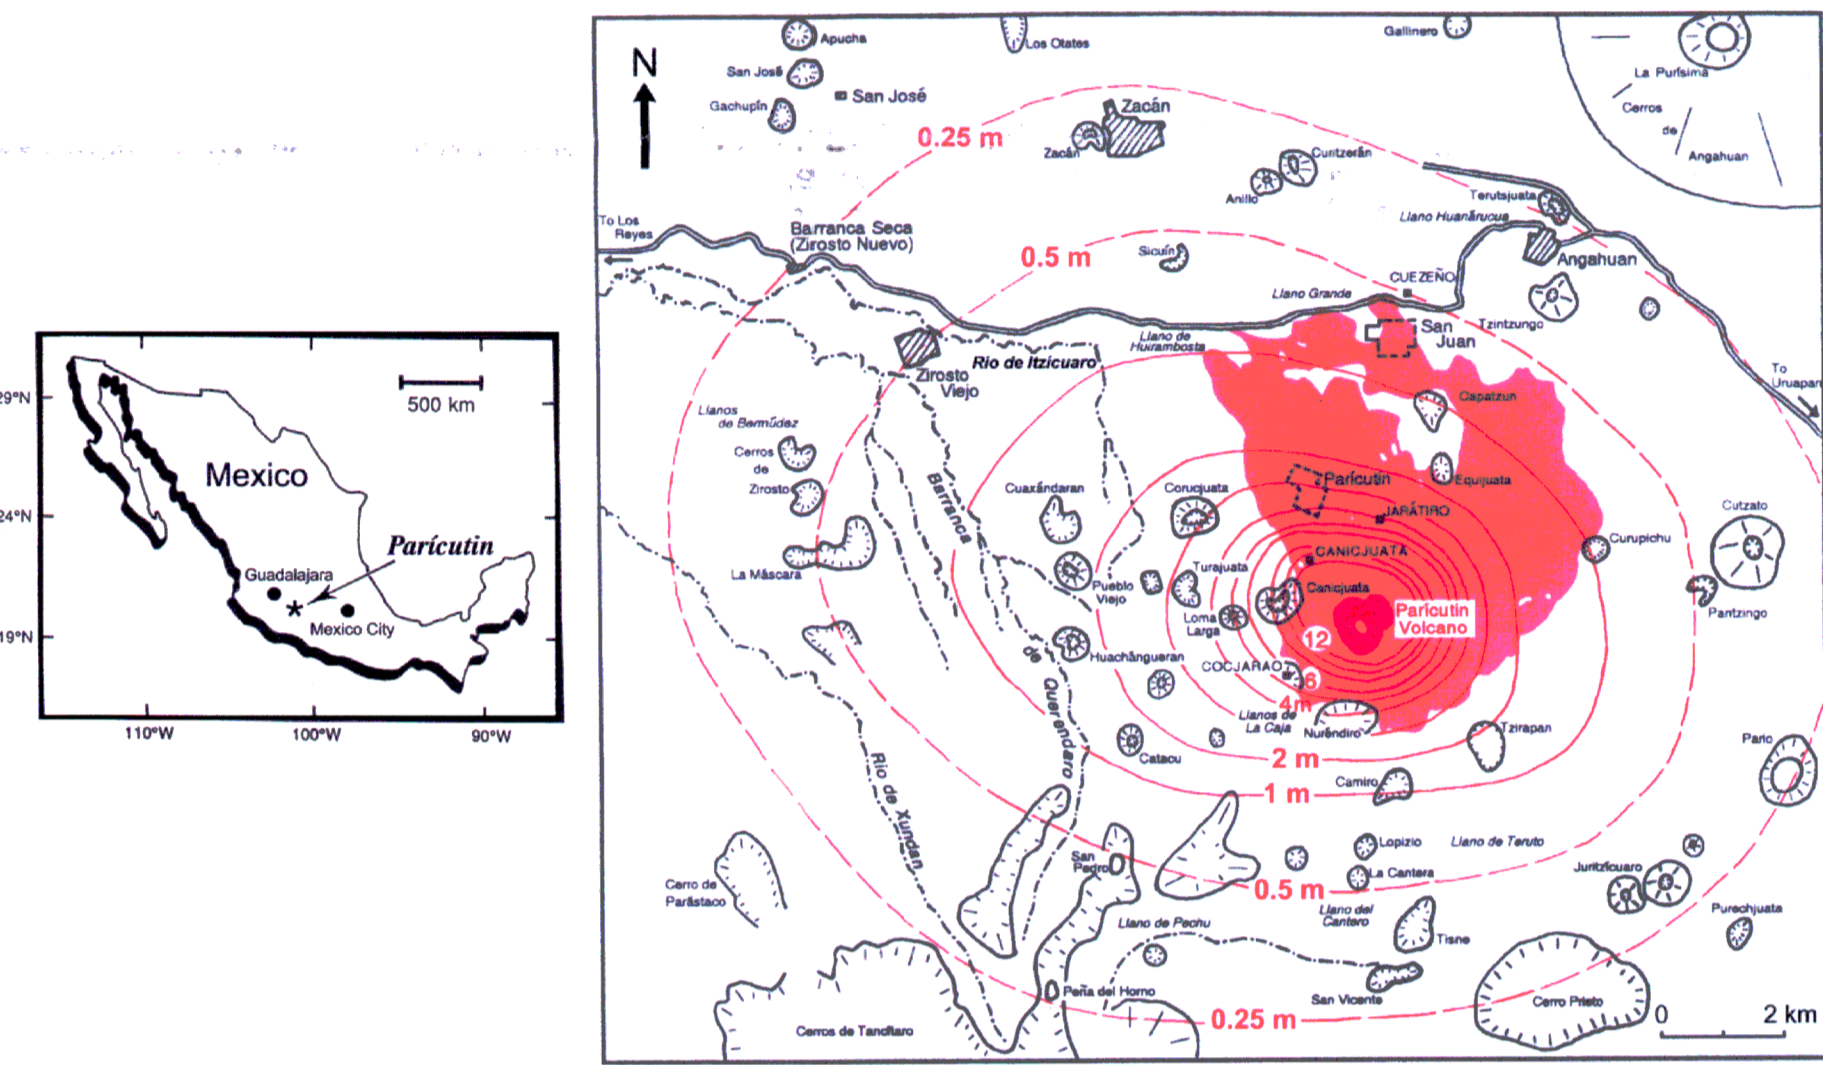 29°N
24°N
19°N
110°W
100°W
90°W
500 km
Mexico
Parícutin
Guadalajara
Mexico City
N
Apucha
San José
San José
Gachupín
Los Otates
Gallinero
La Purísima
Cerros
de
Angahuan
0.25 m
Zacán
Zacán
Curitzerán
Anillo
Terutsjuata
Llano Huanárucua
Angahuan
To Los
Reyes
Barranca Seca
(Zirosto Nuevo)
0.5 m
Sicuín
CUEZEÑO
Llano Grande
Tzintzungo
San
Juan
Llano de
Huirambosta
Rio de Itzicuaro
Zirosto
Viejo
To
Uruapan
Capatzun
Llanos
de Bermúdez
Cerros
de
Zirosto
La Máscara
Barranca
de
Querendaro
Cuaxándaran
Corucjuata
Parícutin
Equijuata
JARÁTIRO
CANICJUATA
Canicjuata
Curupichu
Cutzato
Pantzingo
Pueblo
Viejo
Turajuata
Loma
Larga
Parícutin
Volcano
12
Huachángueran
COCJARAO
6
4m
Llanos de
La Caja
Nuréndiro
Tzirapan
Catacu
2 m
1 m
Camiro
Pario
Rio de Xundan
San
Pedro
Lopizio
Llano de Teruto
La Cantera
0.5 m
Juritzicuaro
Cerro de
Parástaco
Llano de Pechu
Llano del
Cantero
Tisne
Purechjuata
Peña del Horno
San Vicente
Cerro Prieto
Cerros de Tancítaro
0.25 m
0
2 km